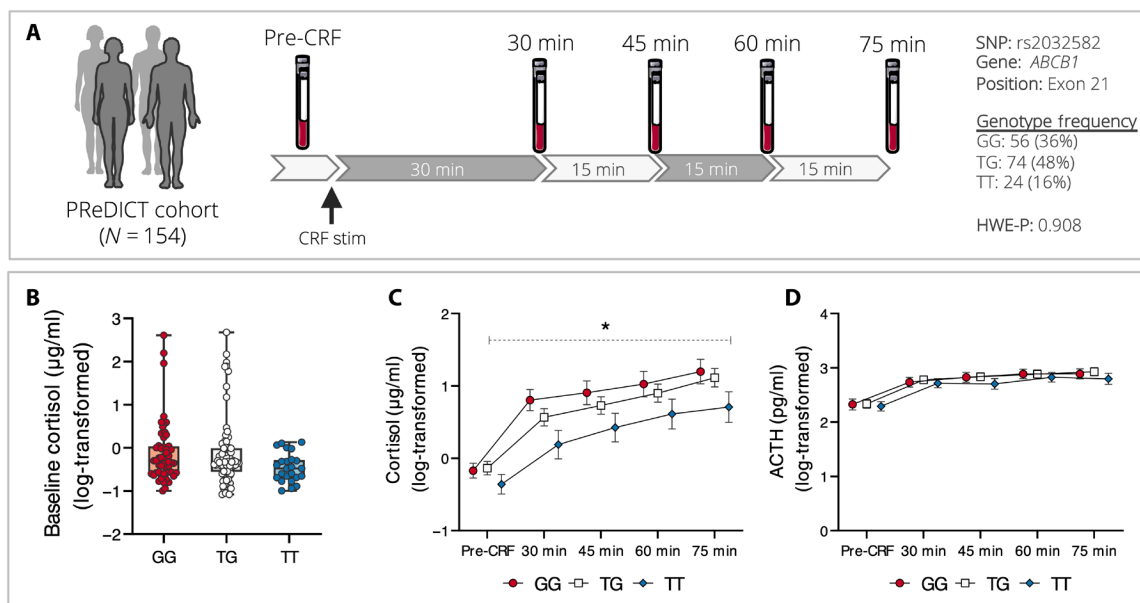 A
Pre-CRF
30 min
45 min
60 min
75 min
30 min
15 min
15 min
15 min
CRF stim
PReDICT cohort
(N = 154)
SNP: rs2032582
Gene: ABCB1
Position: Exon 21
Genotype frequency
GG: 56 (36%)
TG: 74 (48%)
TT: 24 (16%)
HWE-P: 0.908
B
Baseline cortisol (µg/ml)
(log-transformed)
3
2
1
0
−1
−2
GG
TG
TT
C
Cortisol (µg/ml)
(log-transformed)
2
1
0
−1
*
Pre-CRF
30 min
45 min
60 min
75 min
GG
TG
TT
D
ACTH (pg/ml)
(log-transformed)
4
3
2
1
0
Pre-CRF
30 min
45 min
60 min
75 min
GG
TG
TT